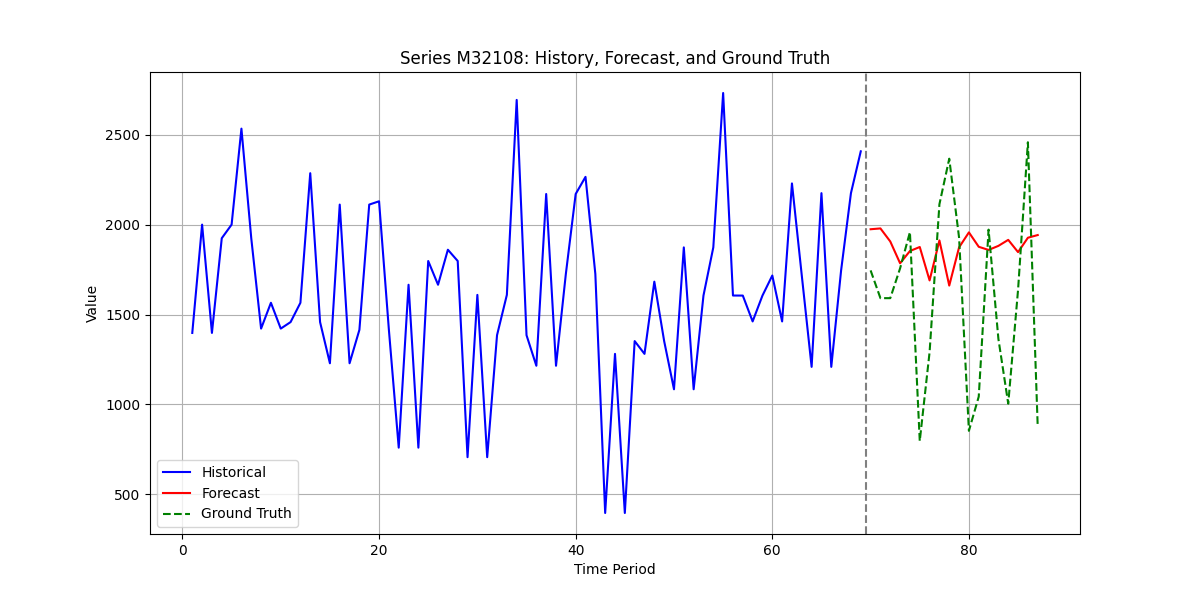 Series M32108: History, Forecast, and Ground Truth
Value
2500
2000
1500
1000
500
Historical
Forecast
Ground Truth
0
20
40
60
80
Time Period